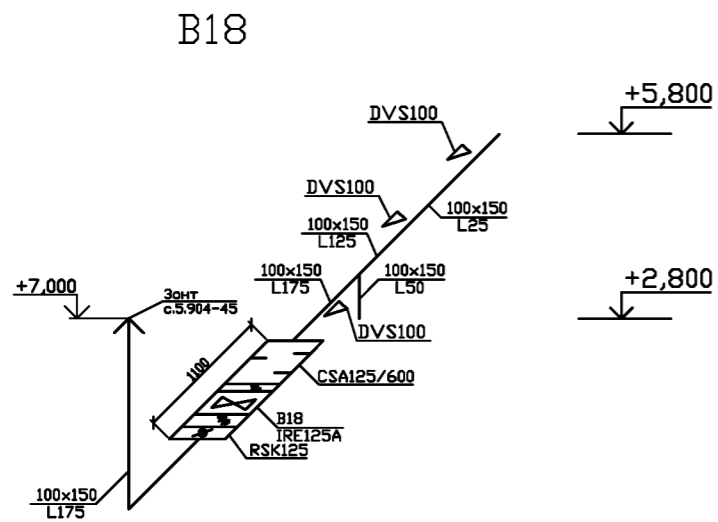 B18
+5,800
DVS100
DVS100
100x150
L25
100x150
L125
+2,800
100x150
L175
100x150
L50
+7,000
Зонт
с.5.904-45
DVS100
1100
CSA125/600
B18
IRE125A
RSK125
100x150
L175